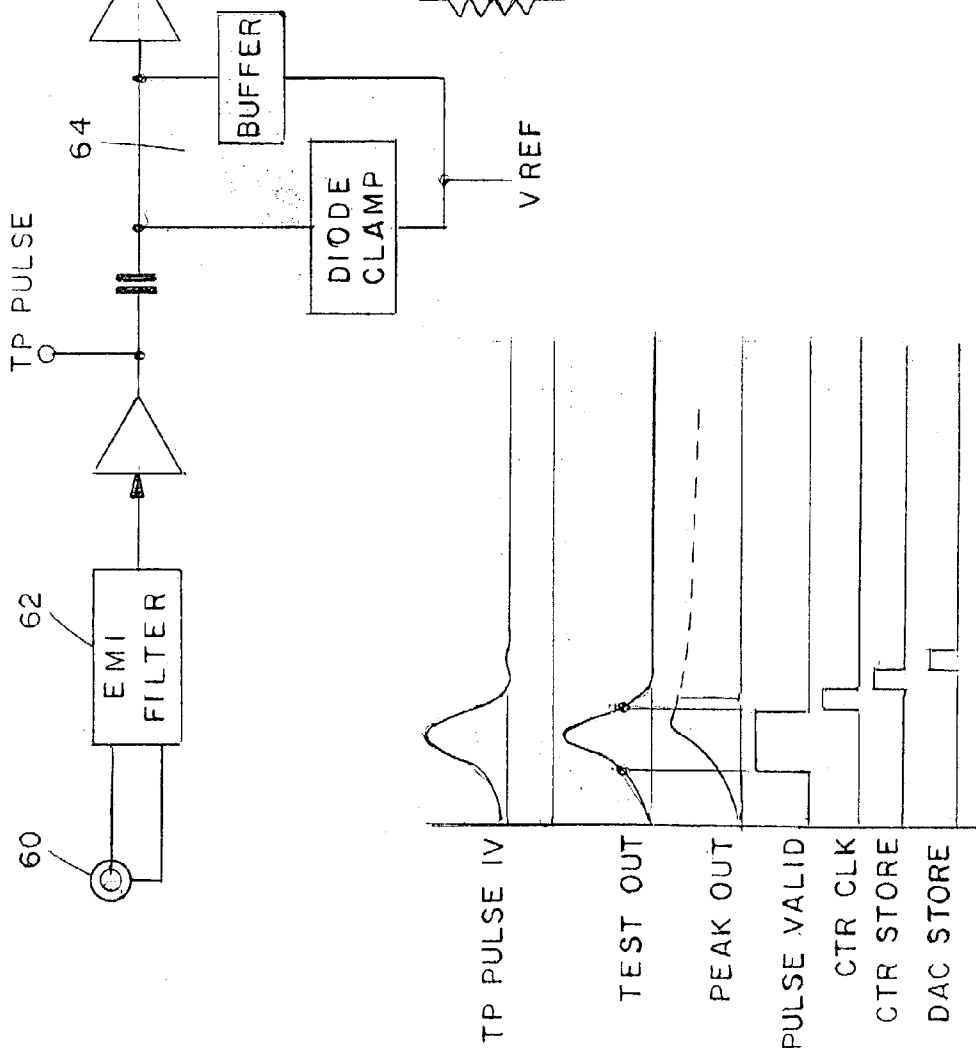 60
62
EMI
FILTER
TP PULSE
64
BUFFER
DIODE
CLAMP
V REF
TP PULSE IV
TEST OUT
PEAK OUT
PULSE VALID
CTR CLK
CTR STORE
DAC STORE